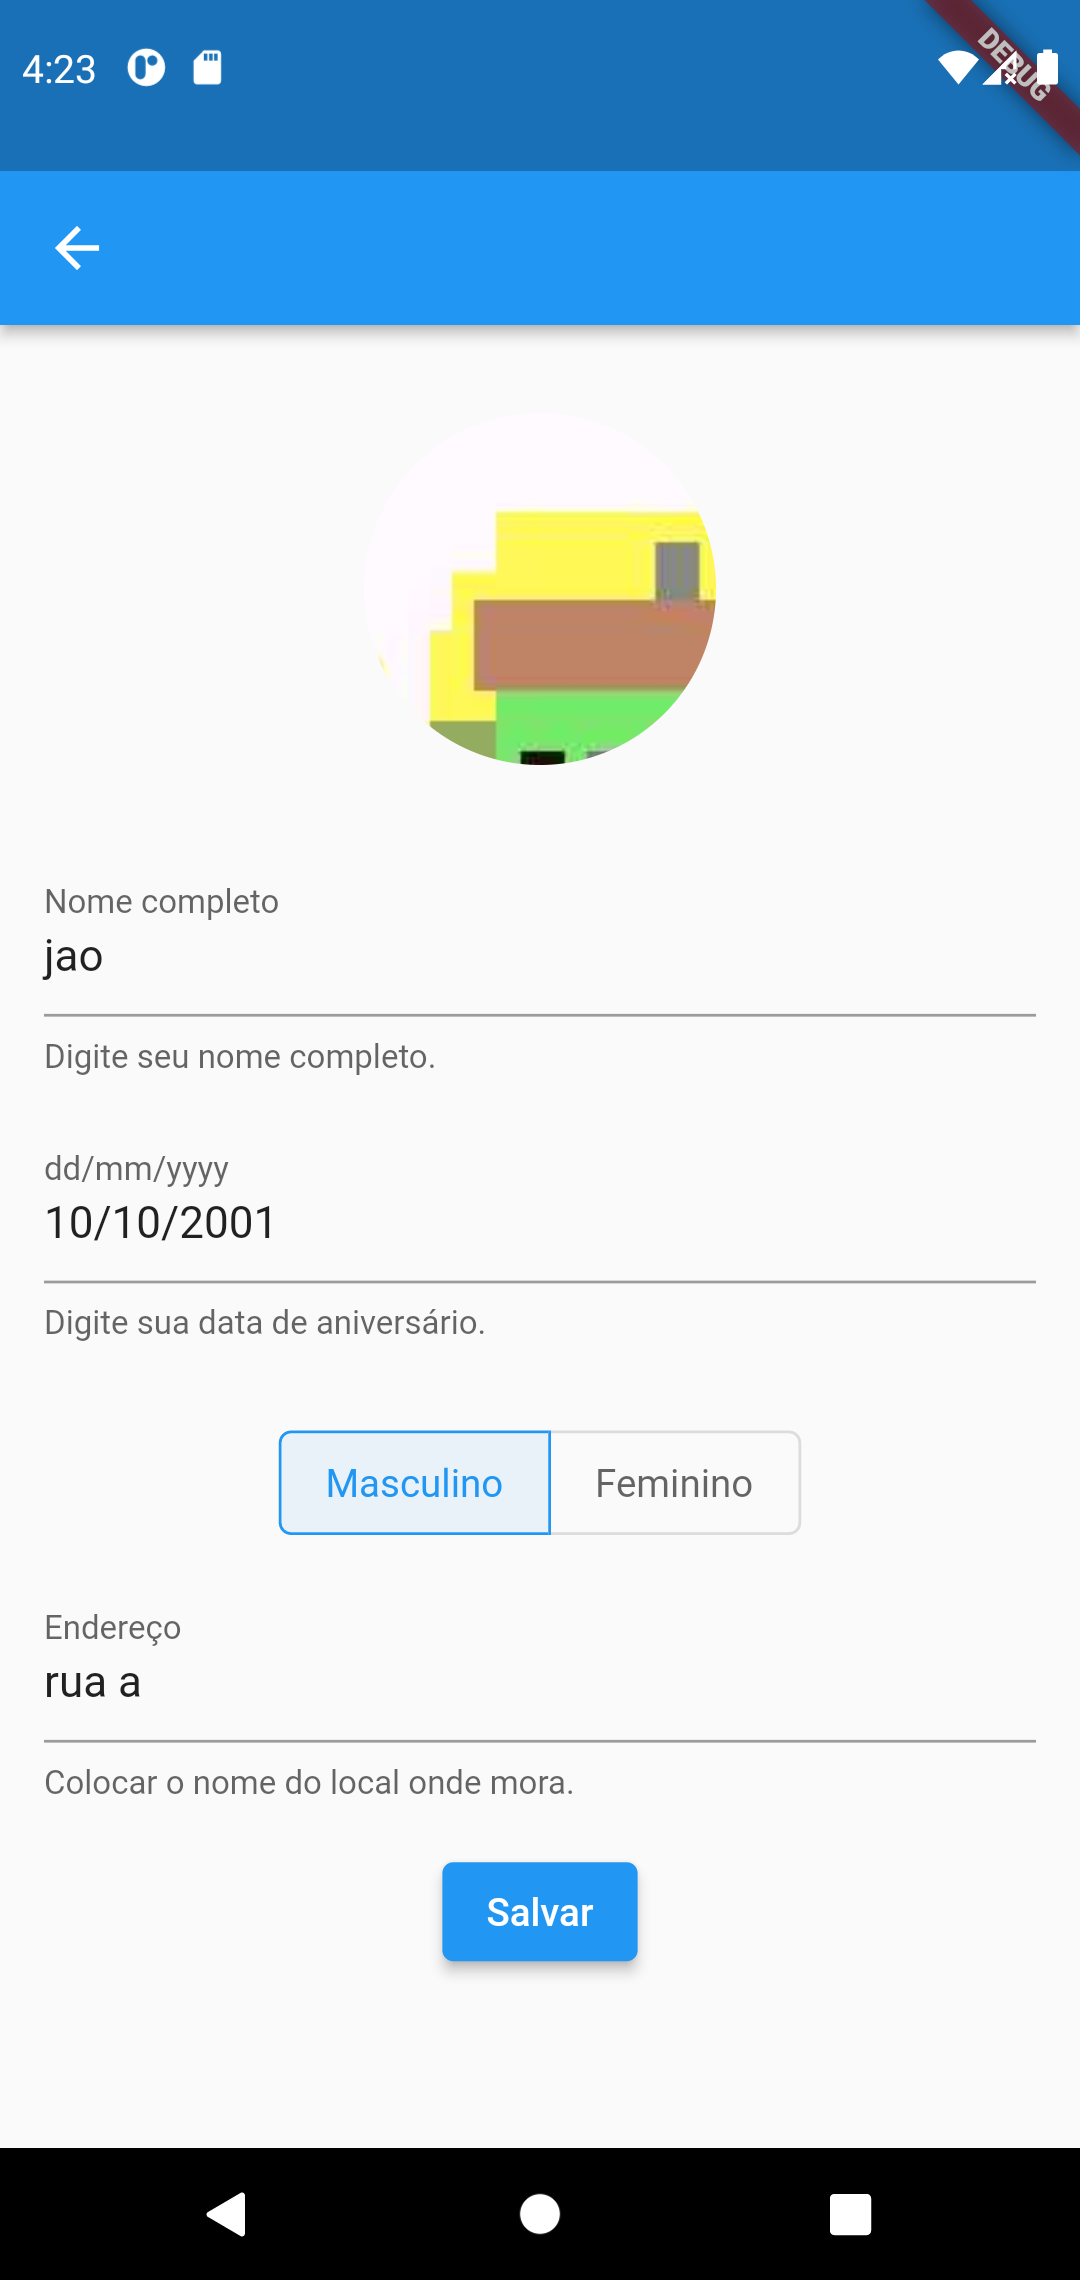 4:23
DEBUG
Nome completo
jao
Digite seu nome completo.
dd/mm/yyyy
10/10/2001
Digite sua data de aniversário.
Masculino Feminino
Endereço
rua a
Colocar o nome do local onde mora.
Salvar